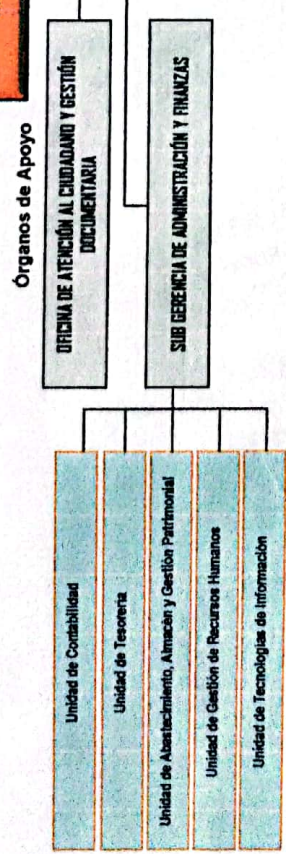 Órganos de Apoyo
OFICINA DE ATENCIÓN AL CIUDADANO Y GESTIÓN
DOCUMENTARIA
SUB GERENCIA DE ADMINISTRACIÓN Y FINANZAS
Unidad de Contabilidad
Unidad de Tesorería
Unidad de Abastecimiento, Almacén y Gestión Patrimonial
Unidad de Gestión de Recursos Humanos
Unidad de Tecnologías de Información